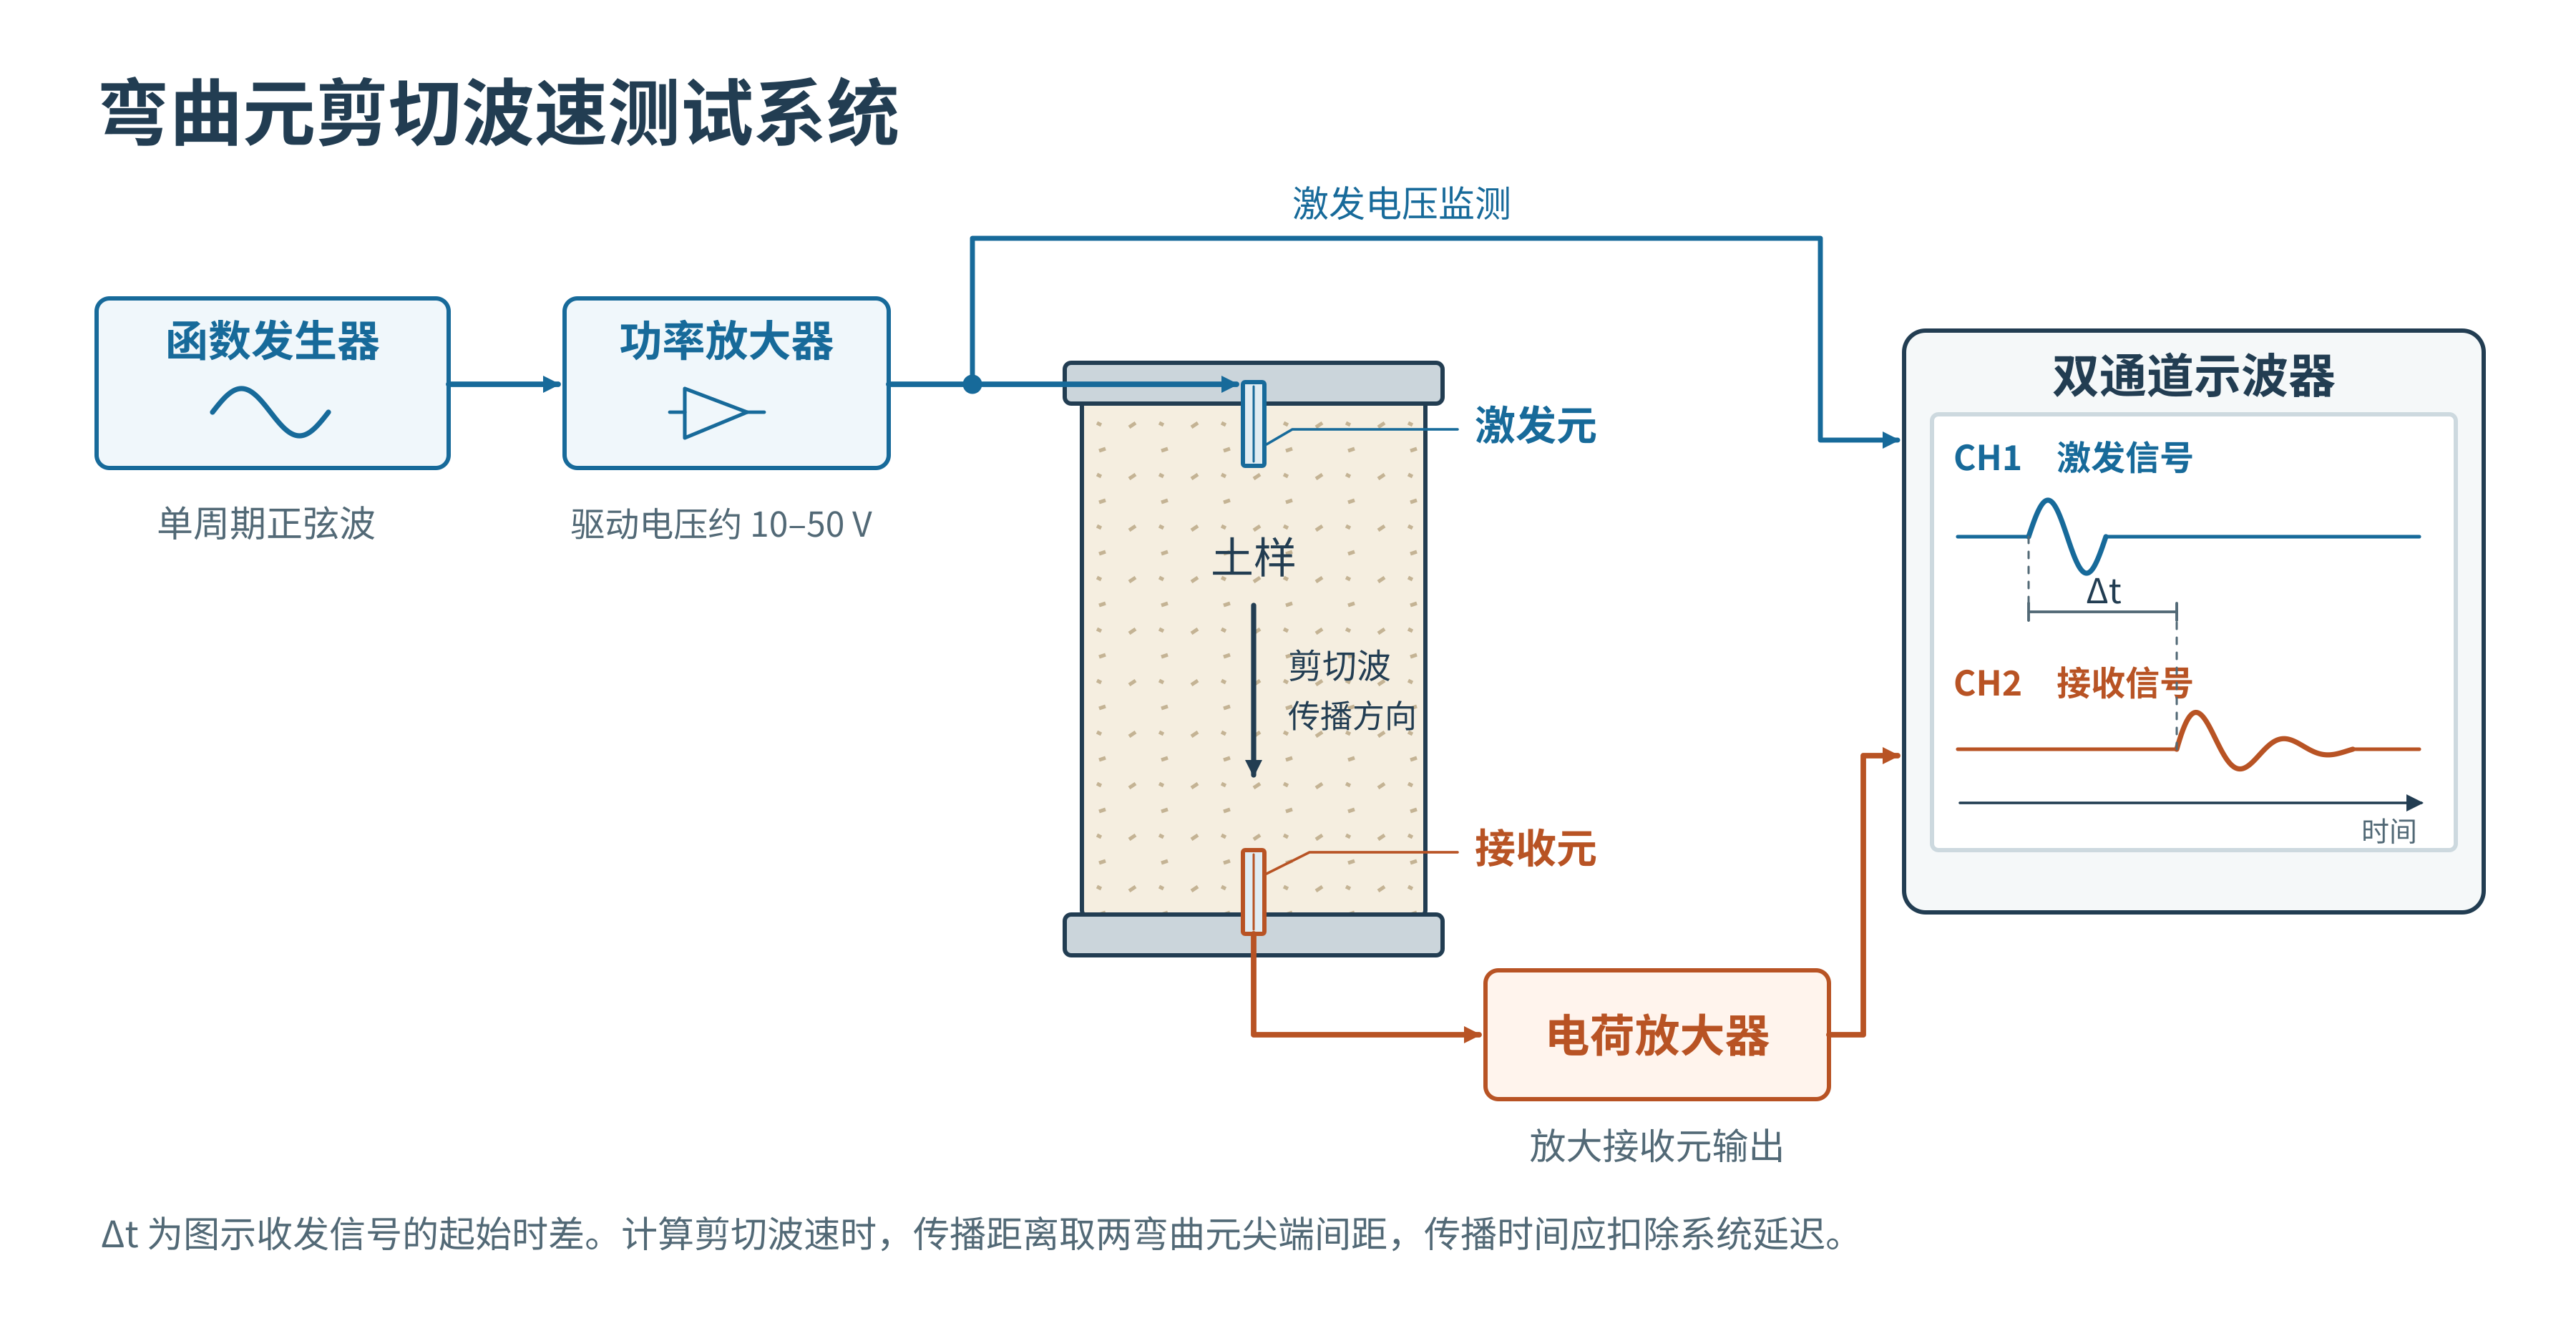 弯曲元剪切波速测试系统
激发电压监测
函数发生器
功率放大器
单周期正弦波
驱动电压约 10–50 V
激发元
土样
剪切波
传播方向
接收元
双通道示波器
CH1 激发信号
Δt
CH2 接收信号
时间
电荷放大器
放大接收元输出
Δt 为图示收发信号的起始时差。计算剪切波速时，传播距离取两弯曲元尖端间距，传播时间应扣除系统延迟。